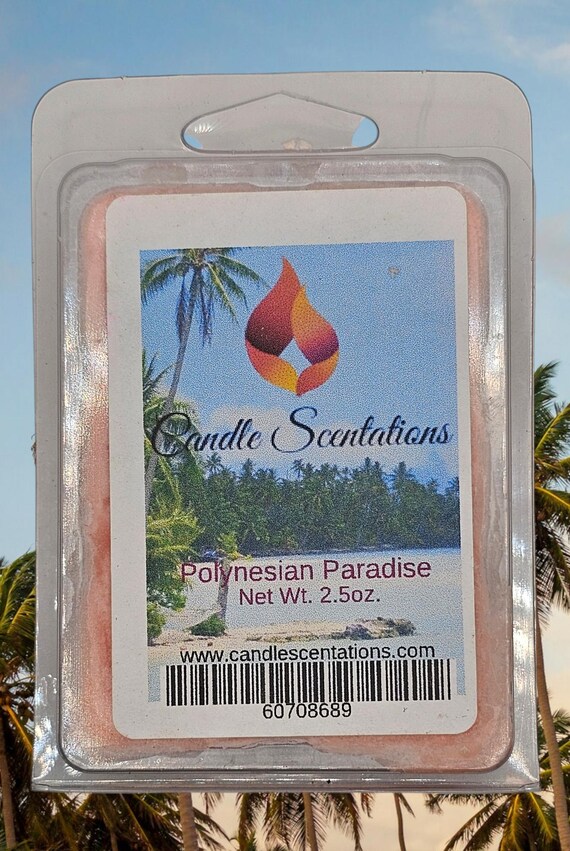 Candle Scentations
Polynesian Paradise
Net Wt. 2.5oz.
www.candlescentations.com
60708689